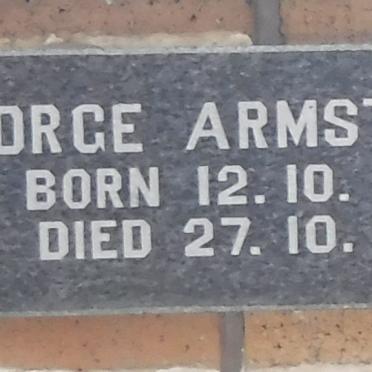 ORGE ARMST
BORN 12. 10.
DIED 27. 10.